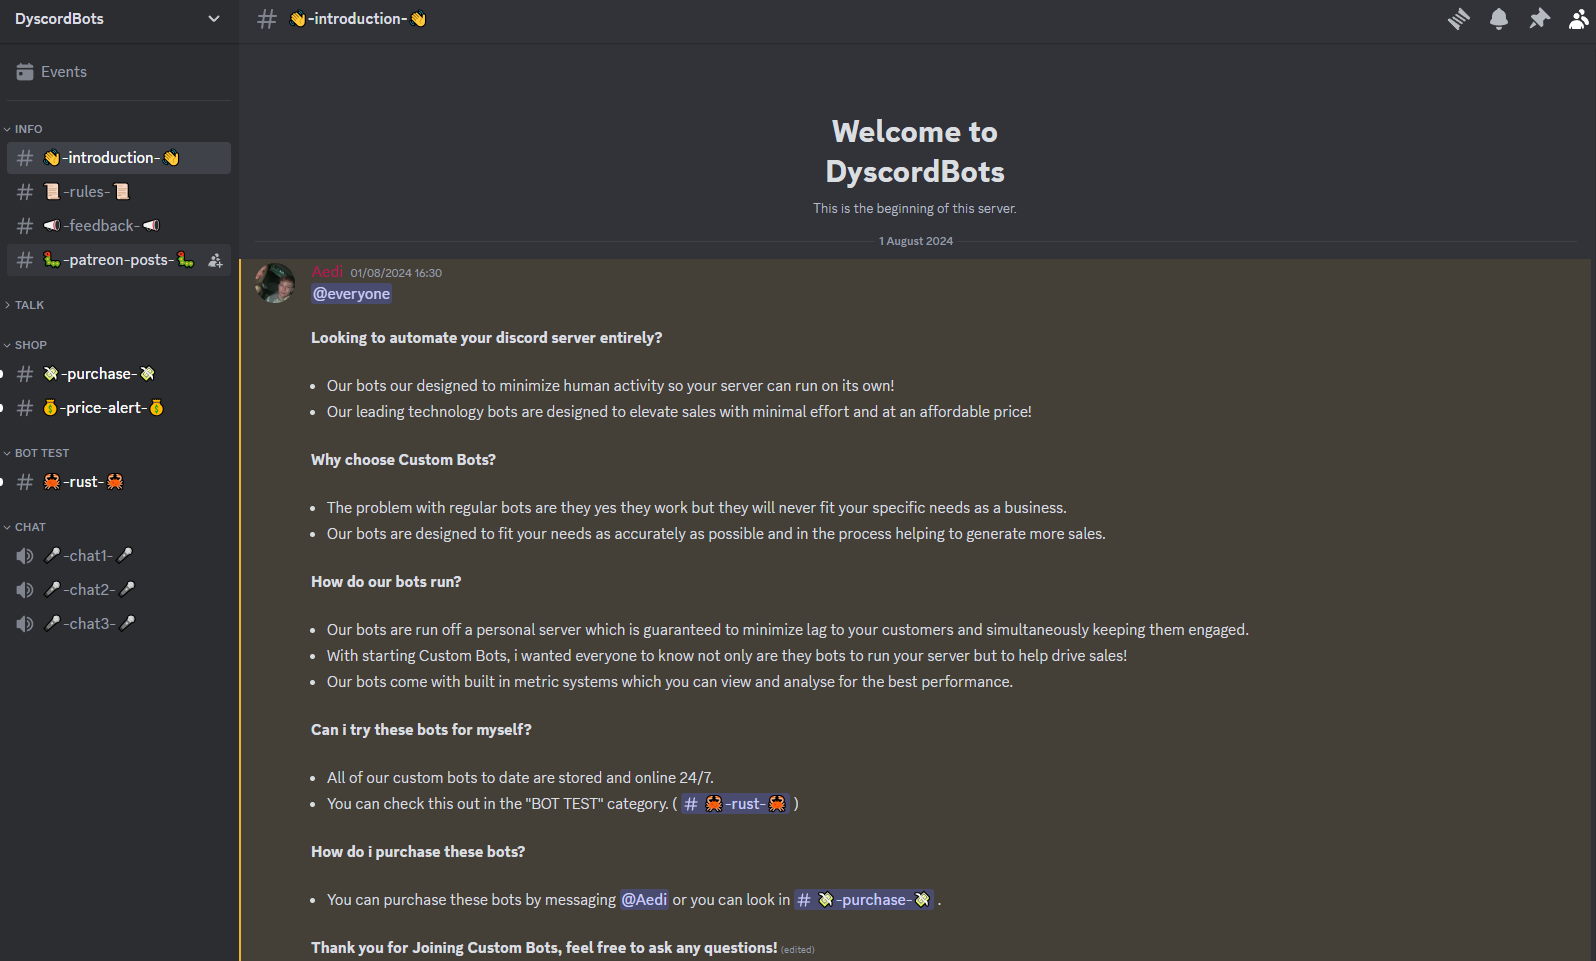 DyscordBots
👋-introduction-👋
Events
INFO
👋-introduction-👋
📜-rules-📜
📢-feedback-📢
🐛-patreon-posts-🐛
TALK
SHOP
💸-purchase-💸
💰-price-alert-💰
BOT TEST
🦀-rust-🦀
CHAT
🎤-chat1-🎤
🎤-chat2-🎤
🎤-chat3-🎤
Welcome to
DyscordBots
This is the beginning of this server.
1 August 2024
Aedi 01/08/2024 16:30
@everyone
Looking to automate your discord server entirely?
• Our bots our designed to minimize human activity so your server can run on its own!
• Our leading technology bots are designed to elevate sales with minimal effort and at an affordable price!
Why choose Custom Bots?
• The problem with regular bots are they yes they work but they will never fit your specific needs as a business.
• Our bots are designed to fit your needs as accurately as possible and in the process helping to generate more sales.
How do our bots run?
• Our bots are run off a personal server which is guaranteed to minimize lag to your customers and simultaneously keeping them engaged.
• With starting Custom Bots, i wanted everyone to know not only are they bots to run your server but to help drive sales!
• Our bots come with built in metric systems which you can view and analyse for the best performance.
Can i try these bots for myself?
• All of our custom bots to date are stored and online 24/7.
• You can check this out in the "BOT TEST" category. ( # 🦀-rust-🦀 )
How do i purchase these bots?
• You can purchase these bots by messaging @Aedi or you can look in # 💸-purchase-💸 .
Thank you for Joining Custom Bots, feel free to ask any questions! (edited)